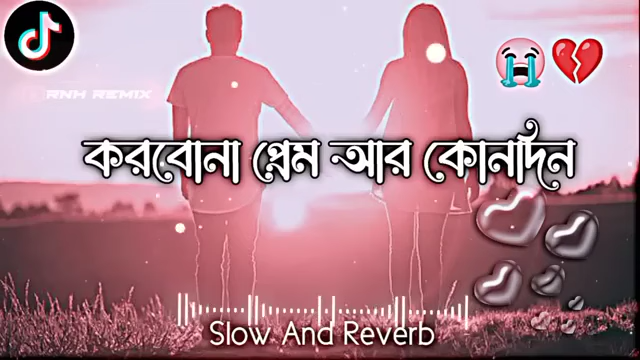 RNH REMIX
করবোনা প্রেম আর কোনদিন
Slow And Reverb